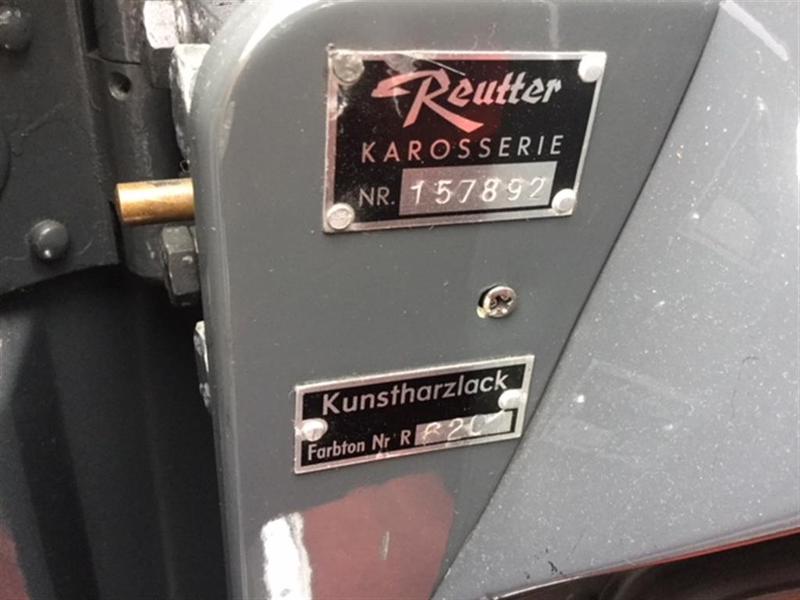 Reutter
KAROSSERIE
NR. 157892
Kunstharzlack
Farbton Nr R